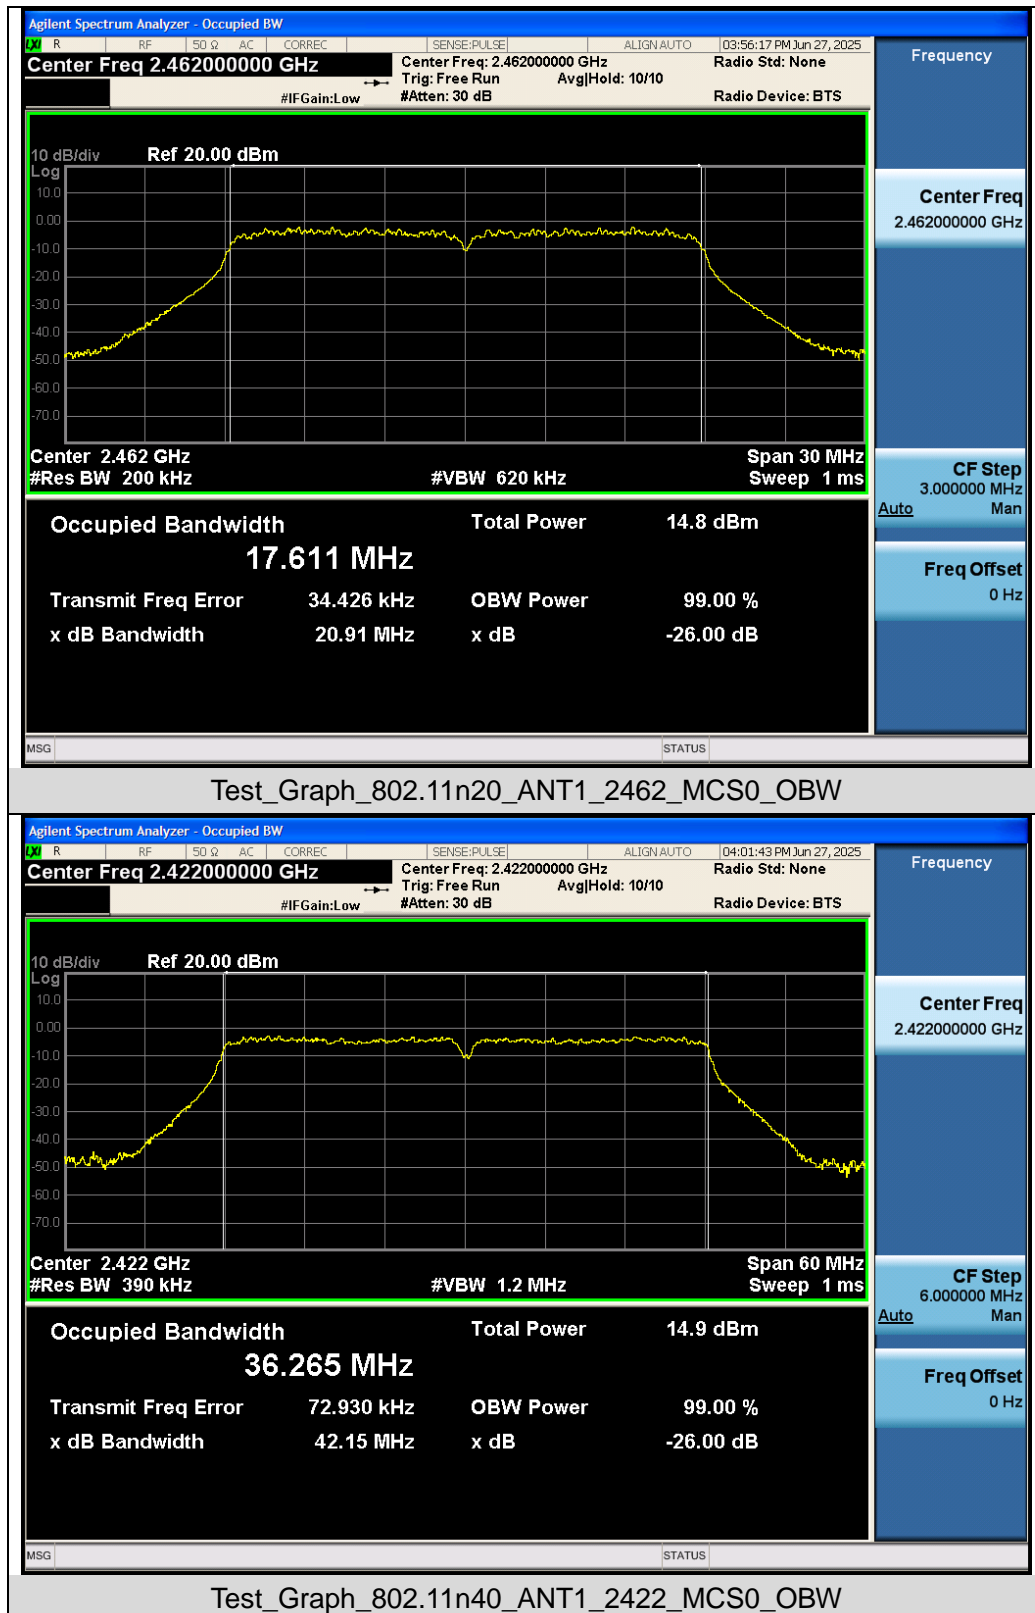 Agilent Spectrum Analyzer - Occupied BW
LXI R RF 50 Ω AC CORREC SENSE:PULSE ALIGN AUTO 03:56:17 PM Jun 27, 2025
Center Freq 2.462000000 GHz
Center Freq: 2.462000000 GHz
Radio Std: None
Trig: Free Run Avg|Hold: 10/10
#IFGain:Low
#Atten: 30 dB
Radio Device: BTS
10 dB/div Ref 20.00 dBm
Log
10.0
0.00
-10.0
-20.0
-30.0
-40.0
-50.0
-60.0
-70.0
Center 2.462 GHz Span 30 MHz
#Res BW 200 kHz #VBW 620 kHz Sweep 1 ms
Occupied Bandwidth Total Power 14.8 dBm
17.611 MHz
Transmit Freq Error 34.426 kHz OBW Power 99.00 %
x dB Bandwidth 20.91 MHz x dB -26.00 dB
MSG STATUS
Frequency
Center Freq
2.462000000 GHz
CF Step
3.000000 MHz
Auto Man
Freq Offset
0 Hz
Test_Graph_802.11n20_ANT1_2462_MCS0_OBW
Agilent Spectrum Analyzer - Occupied BW
LXI R RF 50 Ω AC CORREC SENSE:PULSE ALIGN AUTO 04:01:43 PM Jun 27, 2025
Center Freq 2.422000000 GHz
Center Freq: 2.422000000 GHz
Radio Std: None
Trig: Free Run Avg|Hold: 10/10
#IFGain:Low
#Atten: 30 dB
Radio Device: BTS
10 dB/div Ref 20.00 dBm
Log
10.0
0.00
-10.0
-20.0
-30.0
-40.0
-50.0
-60.0
-70.0
Center 2.422 GHz Span 60 MHz
#Res BW 390 kHz #VBW 1.2 MHz Sweep 1 ms
Occupied Bandwidth Total Power 14.9 dBm
36.265 MHz
Transmit Freq Error 72.930 kHz OBW Power 99.00 %
x dB Bandwidth 42.15 MHz x dB -26.00 dB
MSG STATUS
Frequency
Center Freq
2.422000000 GHz
CF Step
6.000000 MHz
Auto Man
Freq Offset
0 Hz
Test_Graph_802.11n40_ANT1_2422_MCS0_OBW